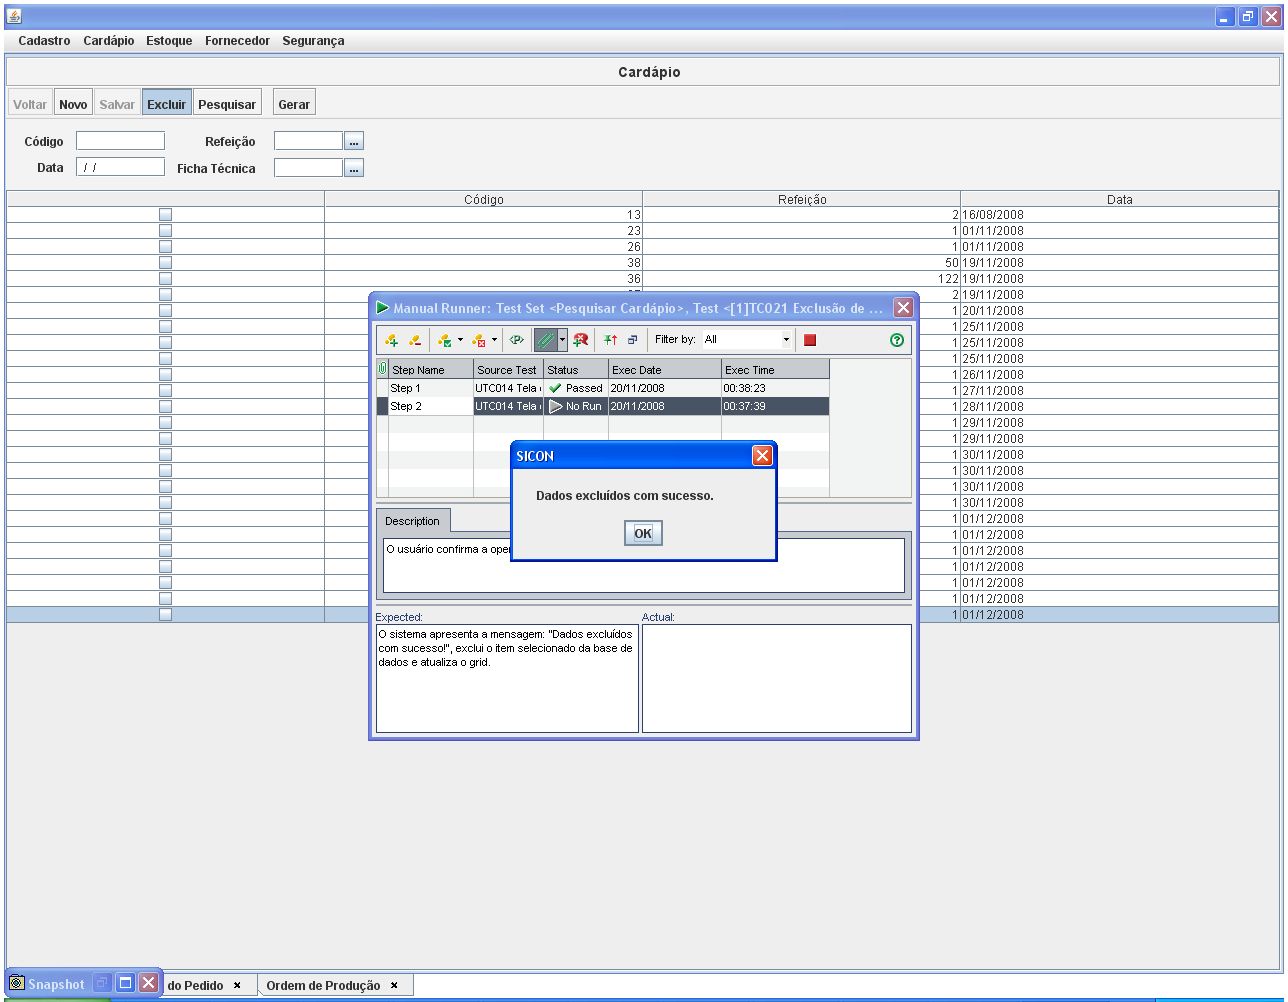 Cadastro Cardápio Estoque Fornecedor Segurança
Cardápio
Voltar Novo Salvar Excluir Pesquisar Gerar
Código Refeição ...
Data / / Ficha Técnica ...
Código Refeição Data
13 2 16/08/2008
23 1 01/11/2008
26 1 01/11/2008
38 50 19/11/2008
36 122 19/11/2008
2 19/11/2008
1 20/11/2008
1 25/11/2008
1 25/11/2008
1 25/11/2008
1 26/11/2008
1 27/11/2008
1 28/11/2008
1 29/11/2008
1 29/11/2008
1 30/11/2008
1 30/11/2008
1 30/11/2008
1 30/11/2008
1 01/12/2008
1 01/12/2008
1 01/12/2008
1 01/12/2008
1 01/12/2008
1 01/12/2008
1 01/12/2008
Manual Runner: Test Set <Pesquisar Cardápio>, Test <[1]TC021 Exclusão de ...
<P> Filter by: All
Step Name Source Test Status Exec Date Exec Time
Step 1 UTC014 Tela Passed 20/11/2008 00:38:23
Step 2 UTC014 Tela No Run 20/11/2008 00:37:39
SICON
Dados excluídos com sucesso.
OK
Description
O usuário confirma a
Expected: Actual:
O sistema apresenta a mensagem: "Dados excluídos
com sucesso!", exclui o item selecionado da base de
dados e atualiza o grid.
Snapshot do Pedido × Ordem de Produção ×